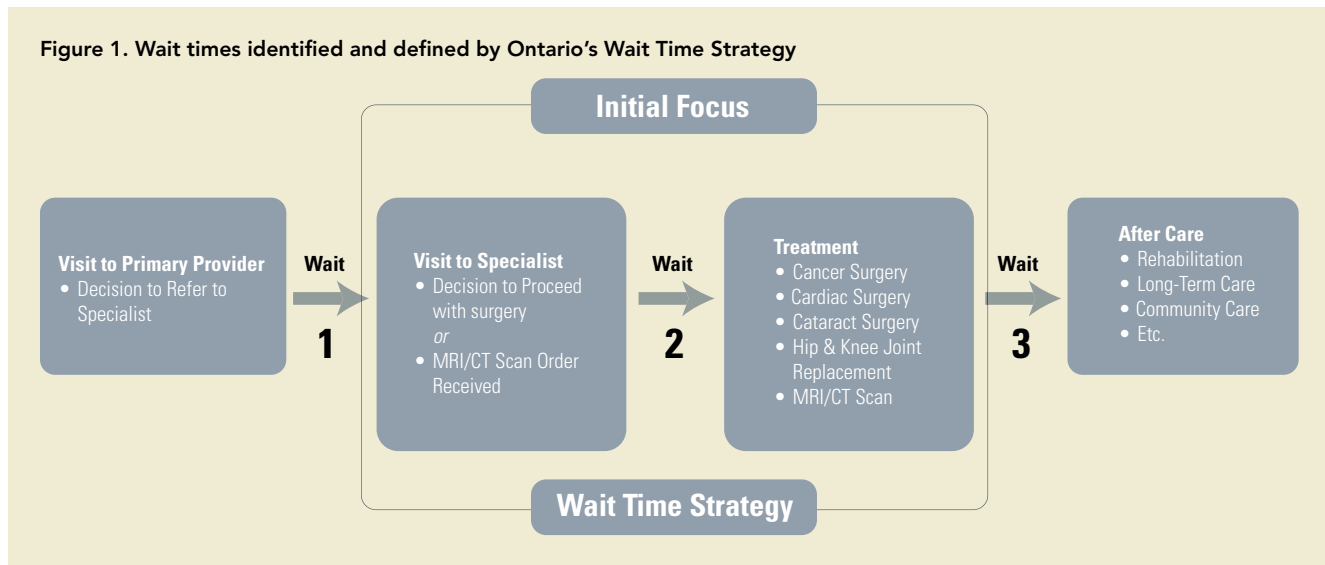 Figure 1. Wait times identified and defined by Ontario's Wait Time Strategy
Initial Focus
Visit to Primary Provider
• Decision to Refer to
Specialist
Wait
1
Visit to Specialist
• Decision to Proceed
with surgery
or
• MRI/CT Scan Order
Received
Wait
2
Treatment
• Cancer Surgery
• Cardiac Surgery
• Cataract Surgery
• Hip & Knee Joint
Replacement
• MRI/CT Scan
Wait
3
After Care
• Rehabilitation
• Long-Term Care
• Community Care
• Etc.
Wait Time Strategy